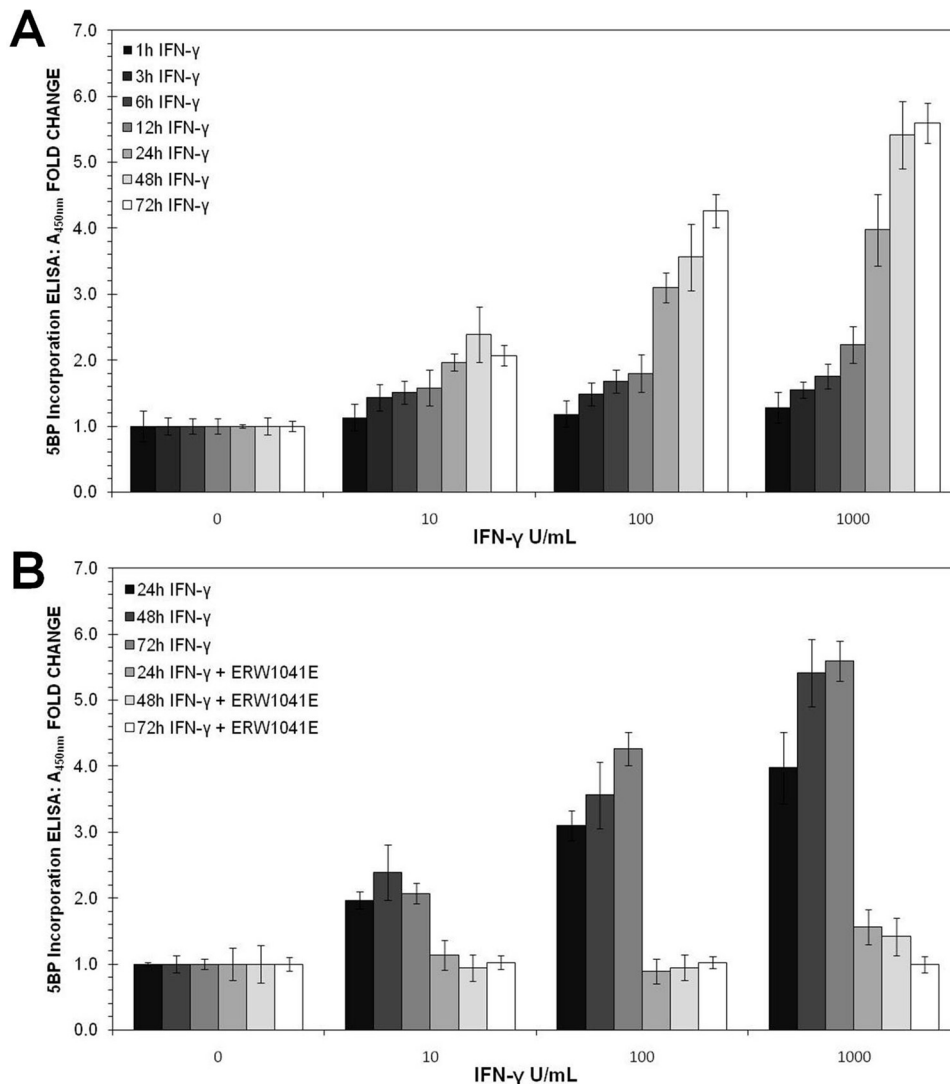 A
5BP Incorporation ELISA: A450nm FOLD CHANGE
7.0
6.0
5.0
4.0
3.0
2.0
1.0
0.0
1h IFN-γ
3h IFN-γ
6h IFN-γ
12h IFN-γ
24h IFN-γ
48h IFN-γ
72h IFN-γ
0 10 100 1000
IFN-γ U/mL
B
5BP Incorporation ELISA: A450nm FOLD CHANGE
7.0
6.0
5.0
4.0
3.0
2.0
1.0
0.0
24h IFN-γ
48h IFN-γ
72h IFN-γ
24h IFN-γ + ERW1041E
48h IFN-γ + ERW1041E
72h IFN-γ + ERW1041E
0 10 100 1000
IFN-γ U/mL